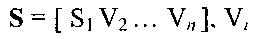 S = [ S₁ V₂ … Vₙ ], Vᵢ